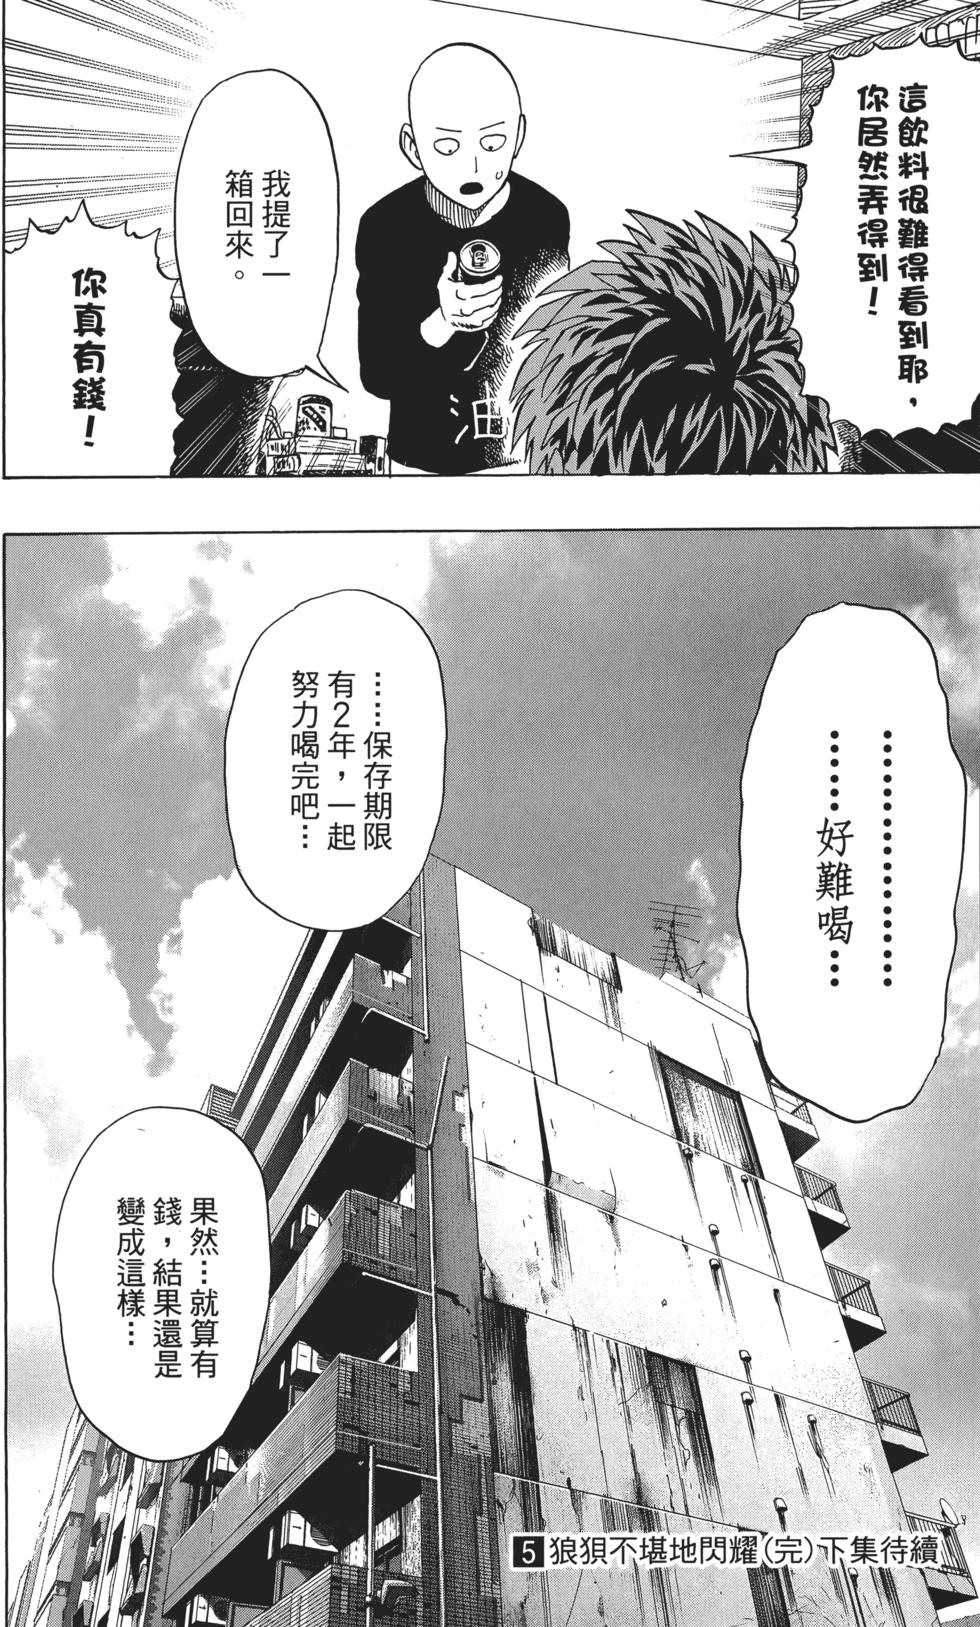 這飲料很難得看到耶，
你居然弄得到！
我提了一
箱回來。
你真有錢！
………………………
………好難喝…
……保存期限
有2年，一起
努力喝完吧…
果然…就算有
錢，結果還是
變成這樣…
5 狼狽不堪地閃耀（完）下集待續